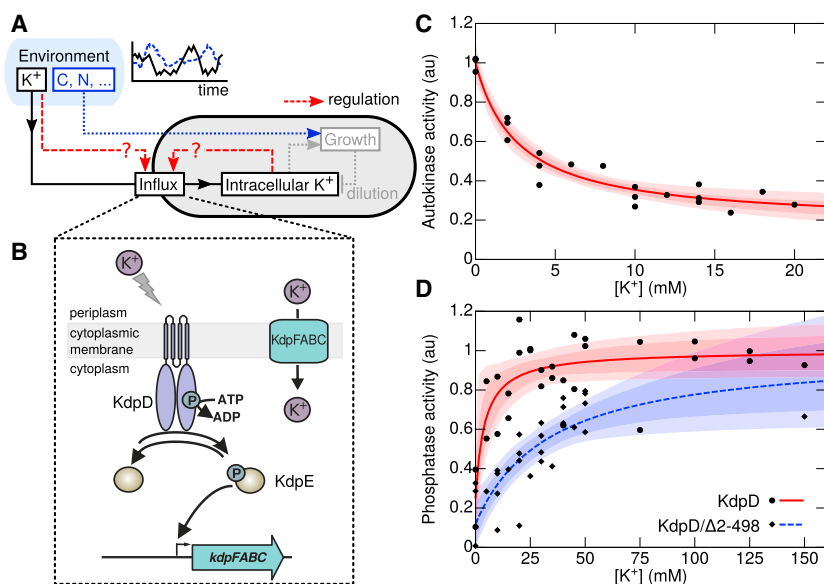 A
Environment
K+
C, N, ...
time
regulation
?
?
Growth
Influx
Intracellular K+
dilution
B
K+
K+
periplasm
cytoplasmic
membrane
cytoplasm
KdpFABC
KdpD
P
ATP
ADP
K+
P
KdpE
kdpFABC
C
Autokinase activity (au)
1.2
1
0.8
0.6
0.4
0.2
0
0
5
10
15
20
[K+] (mM)
D
Phosphatase activity (au)
1.2
1
0.8
0.6
0.4
0.2
0
KdpD
KdpD/Δ2-498
0
25
50
75
100
125
150
[K+] (mM)